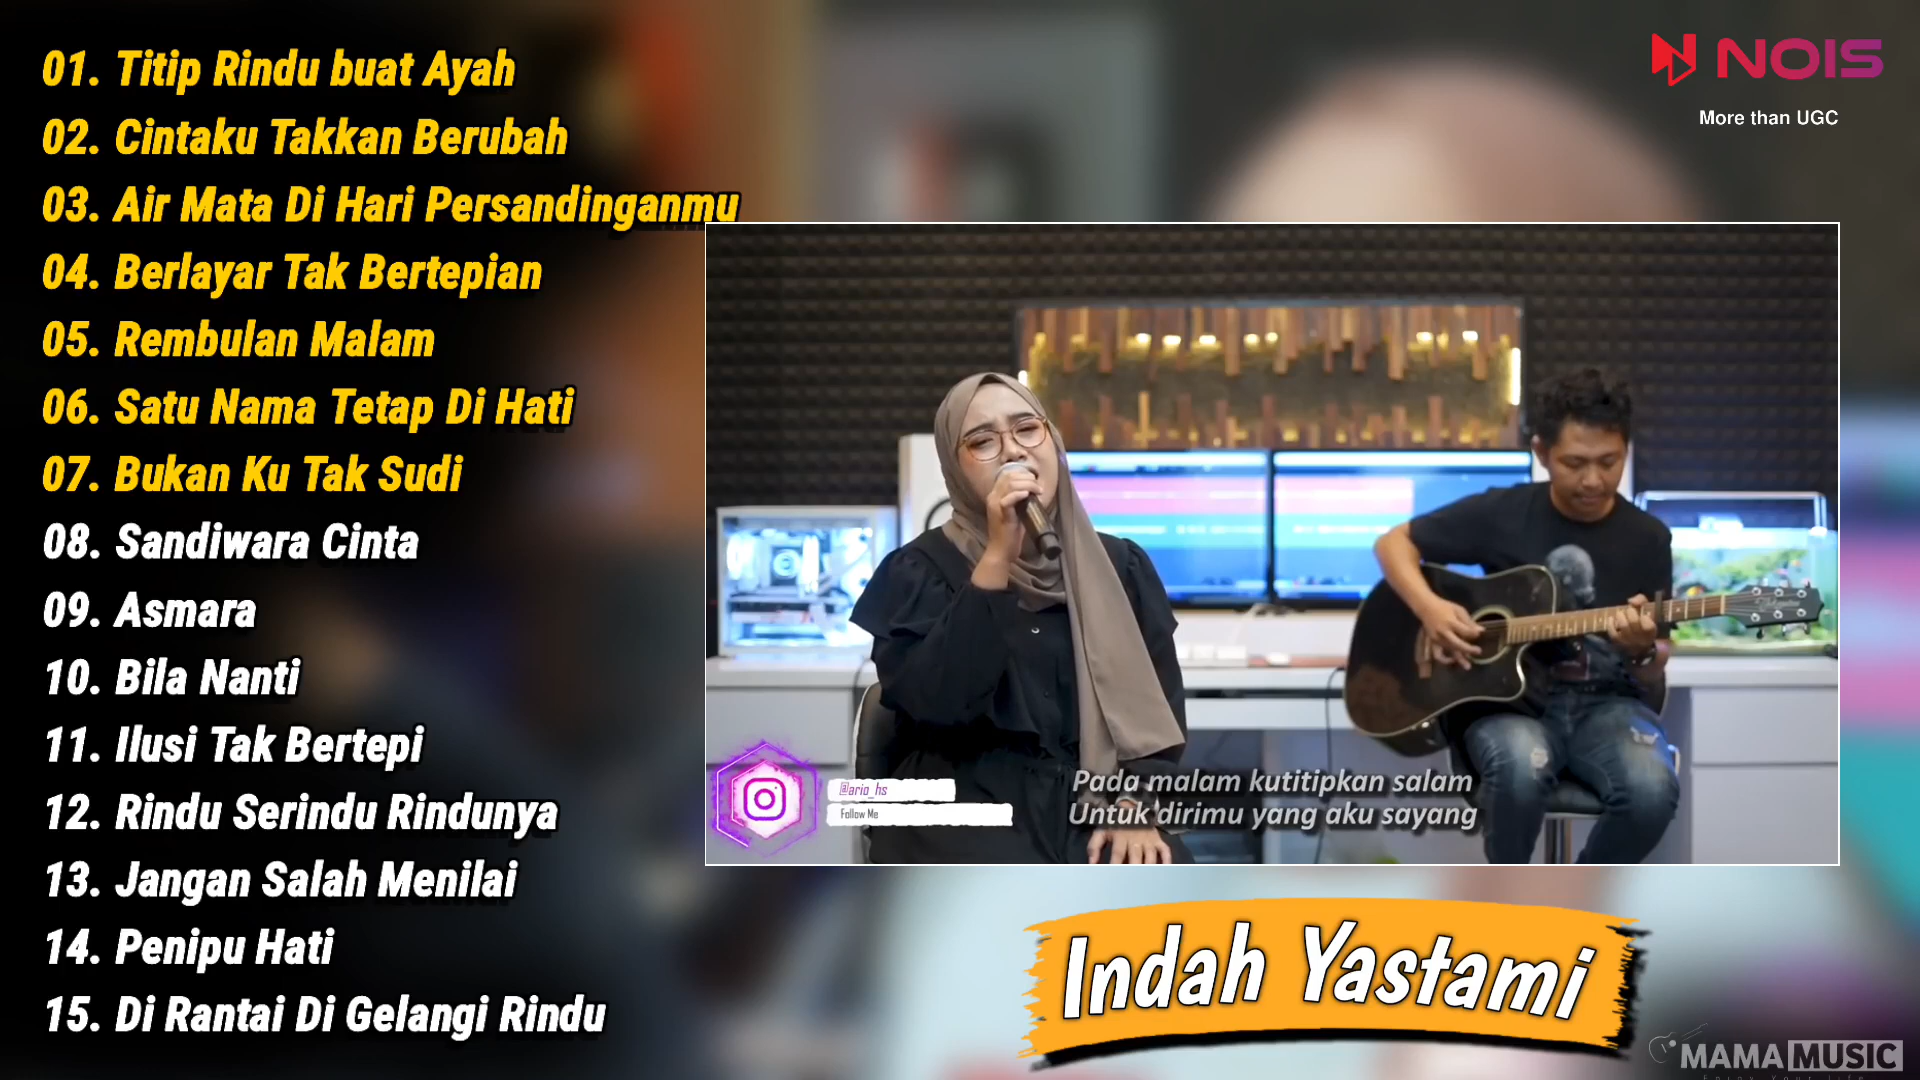 01. Titip Rindu buat Ayah
02. Cintaku Takkan Berubah
03. Air Mata Di Hari Persandinganmu
04. Berlayar Tak Bertepian
05. Rembulan Malam
06. Satu Nama Tetap Di Hati
07. Bukan Ku Tak Sudi
08. Sandiwara Cinta
09. Asmara
10. Bila Nanti
11. Ilusi Tak Bertepi
12. Rindu Serindu Rindunya
13. Jangan Salah Menilai
14. Penipu Hati
15. Di Rantai Di Gelangi Rindu
NOIS
More than UGC
@ario_hs
Follow Me
Pada malam kutitipkan salam
Untuk dirimu yang aku sayang
Indah Yastami
MAMA MUSIC
Enjoy Your Life